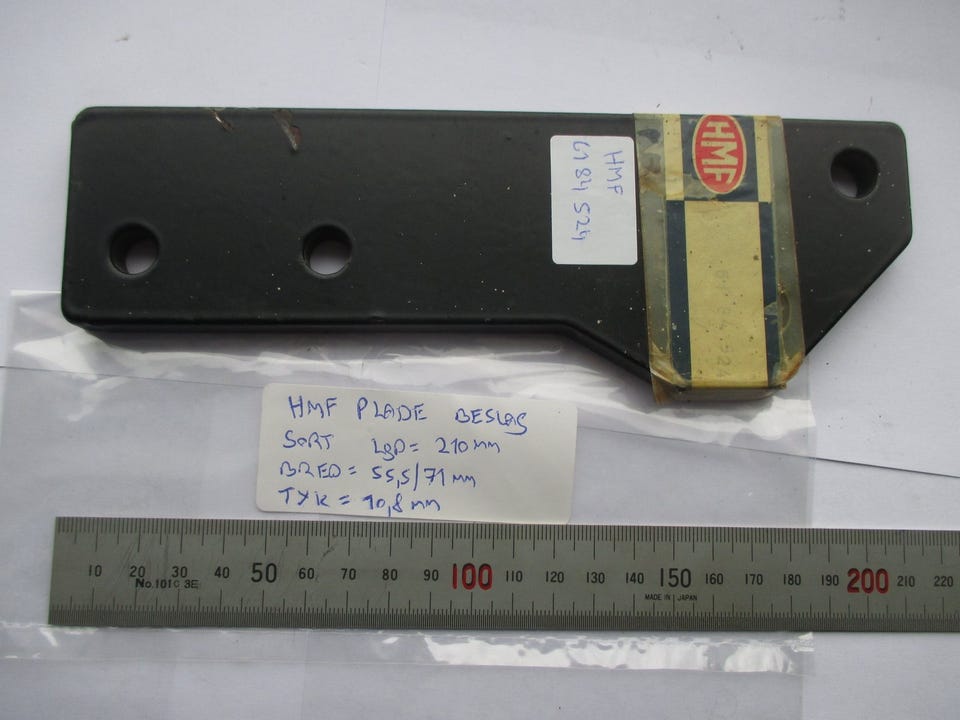 HMF
HMF
6184 524
HMF PLADE BESLAG
SORT LGD = 210 mm
BRED = 55,5/71 mm
TYK = 10,8 mm
10 20 30 40 50 60 70 80 90 100 110 120 130 140 150 160 170 180 190 200 210 220
No.101C 3E
MADE IN JAPAN